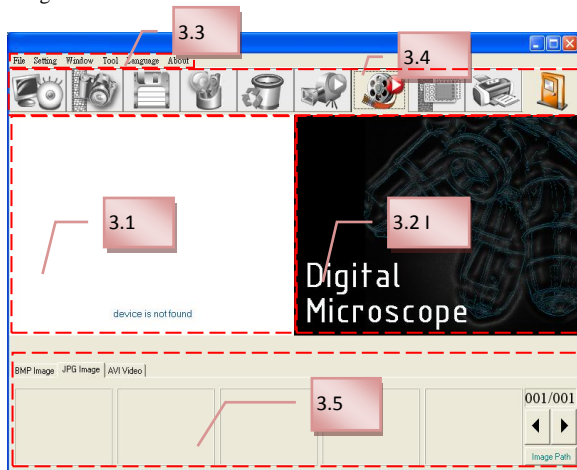 3.3
3.4
File Setting Window Tool Language About
3.1
3.2 I
device is not found
Digital
Microscope
BMP Image JPG Image AVI Video
3.5
001/001
Image Path